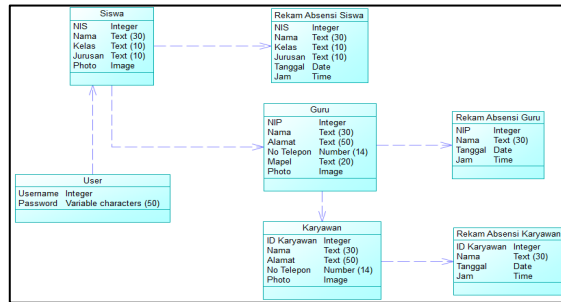 Siswa
NIS Integer
Nama Text (30)
Kelas Text (10)
Jurusan Text (10)
Photo Image
Rekam Absensi Siswa
NIS Integer
Nama Text (30)
Kelas Text (10)
Jurusan Text (10)
Tanggal Date
Jam Time
Guru
NIP Integer
Nama Text (30)
Alamat Text (50)
No Telepon Number (14)
Mapel Text (20)
Photo Image
Rekam Absensi Guru
NIP Integer
Nama Text (30)
Tanggal Date
Jam Time
User
Username Integer
Password Variable characters (50)
Karyawan
ID Karyawan Integer
Nama Text (30)
Alamat Text (50)
No Telepon Number (14)
Photo Image
Rekam Absensi Karyawan
ID Karyawan Integer
Nama Text (30)
Tanggal Date
Jam Time